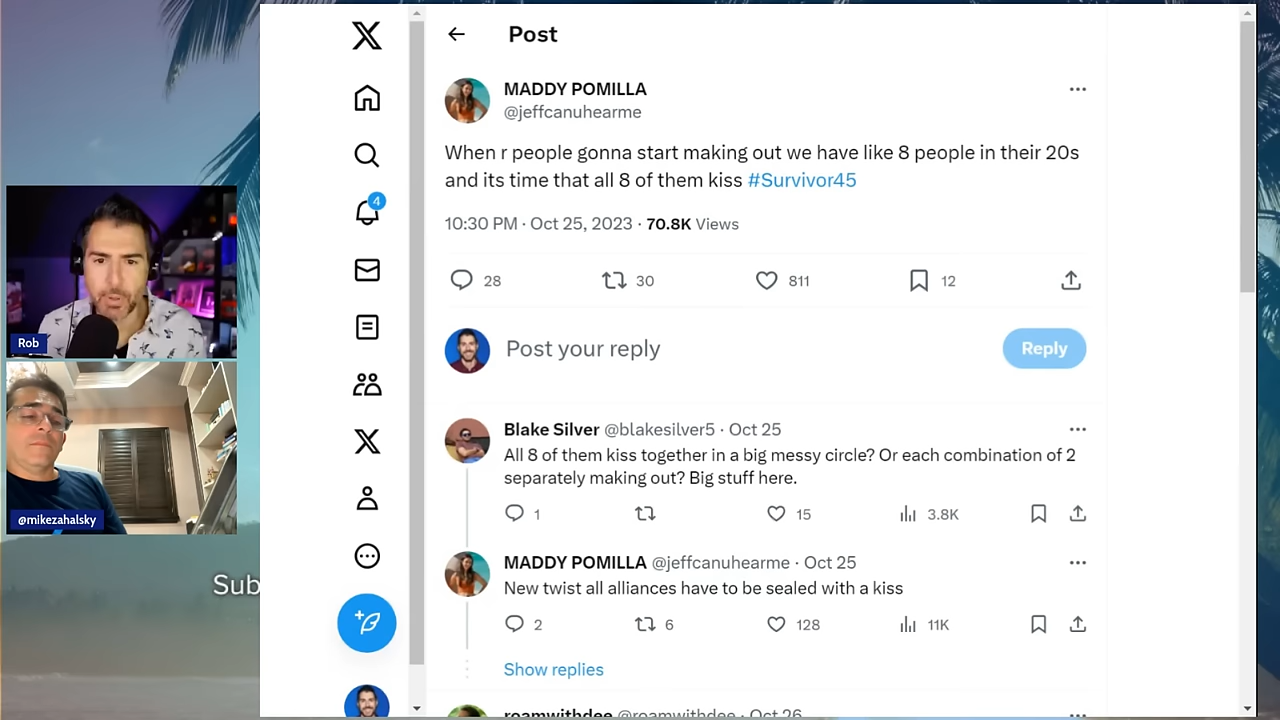 Post
MADDY POMILLA
@jeffcanuhearme
When r people gonna start making out we have like 8 people in their 20s
and its time that all 8 of them kiss #Survivor45
10:30 PM · Oct 25, 2023 · 70.8K Views
28 30 811 12
Post your reply
Reply
Blake Silver @blakesilver5 · Oct 25
All 8 of them kiss together in a big messy circle? Or each combination of 2
separately making out? Big stuff here.
1 15 3.8K
MADDY POMILLA @jeffcanuhearme · Oct 25
New twist all alliances have to be sealed with a kiss
2 6 128 11K
Show replies
roamwithdee @roamwithdee · Oct 26
4
Rob
@mikezahalsky
Sub